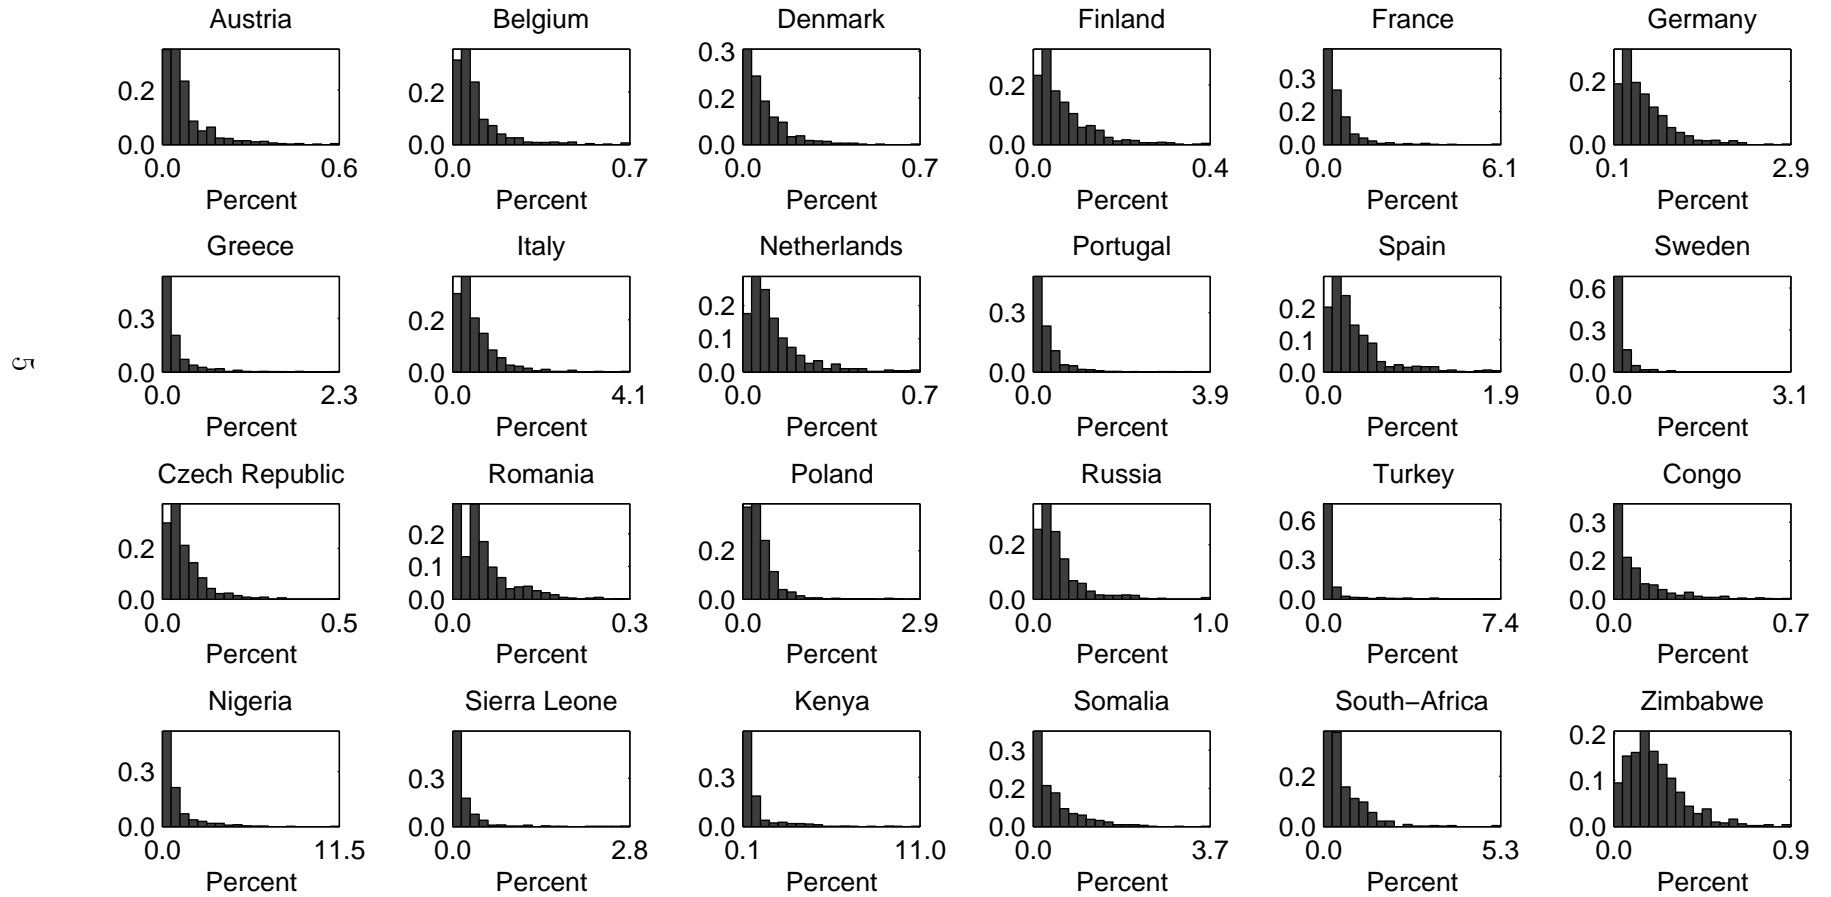 Austria Belgium Denmark Finland France Germany
0.2 0.2 0.3 0.2 0.3 0.2
0.0 0.0 0.2 0.0 0.2 0.0
0.0
0.0
0.0 0.6 0.0 0.7 0.0 0.7 0.0 0.4 0.0 6.1 0.1 2.9
Percent Percent Percent Percent Percent Percent
Greece Italy Netherlands Portugal Spain Sweden
0.3 0.2 0.2 0.3 0.2 0.6
0.0 0.0 0.1 0.0 0.1 0.3
0.0 0.0 0.0
0.0 2.3 0.0 4.1 0.0 0.7 0.0 3.9 0.0 1.9 0.0 3.1
Percent Percent Percent Percent Percent Percent
5
Czech Republic Romania Poland Russia Turkey Congo
0.2 0.2 0.2 0.2 0.6 0.3
0.0 0.1 0.0 0.0 0.3 0.2
0.0 0.0 0.0
0.0 0.5 0.0 0.3 0.0 2.9 0.0 1.0 0.0 7.4 0.0 0.7
Percent Percent Percent Percent Percent Percent
Nigeria Sierra Leone Kenya Somalia South−Africa Zimbabwe
0.3 0.3 0.3 0.3 0.2 0.2
0.0 0.0 0.0 0.2 0.0 0.1
0.0 0.0
0.0 11.5 0.0 2.8 0.1 11.0 0.0 3.7 0.0 5.3 0.0 0.9
Percent Percent Percent Percent Percent Percent